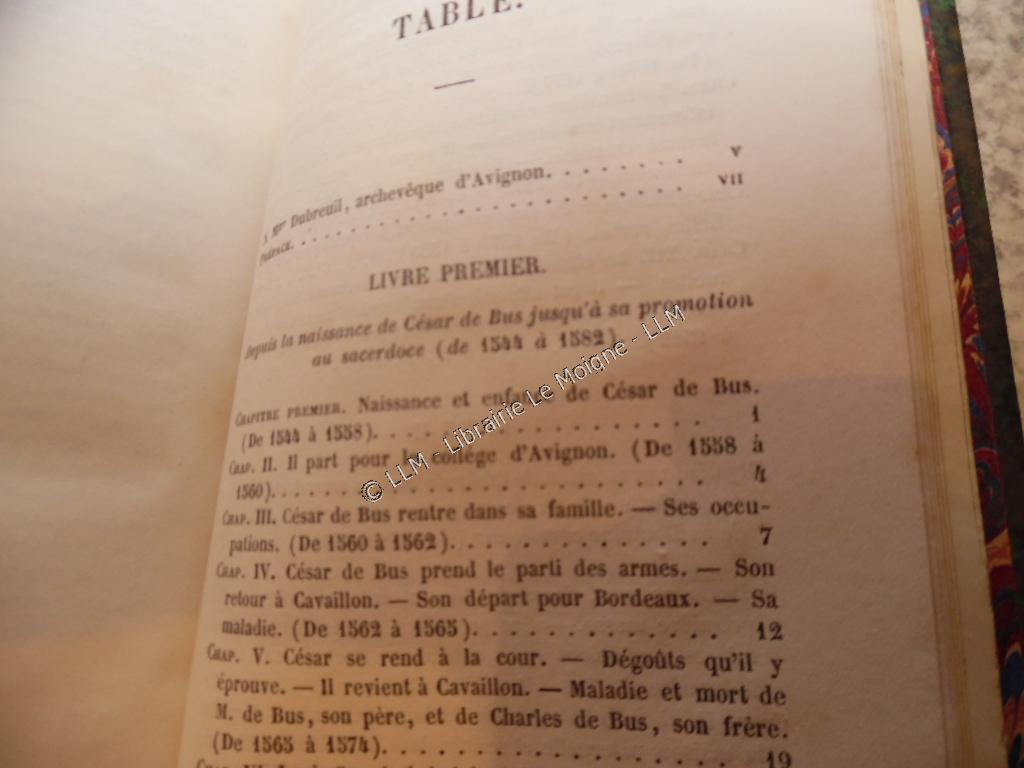 TABLE.
Mgr Dubreuil, archevêque d'Avignon. . . . . . . . . V
Préface. . . . . . . . . . . . . . . . . . . . . . . . . VII
LIVRE PREMIER.
Depuis la naissance de César de Bus jusqu'à sa promotion
au sacerdoce (de 1544 à 1582).
CHAPITRE PREMIER. Naissance et enfance de César de Bus.
(De 1544 à 1558). . . . . . . . . . . . . . . . . . . 1
CHAP. II. Il part pour le collége d'Avignon. (De 1558 à
1560). . . . . . . . . . . . . . . . . . . . . . . . . 4
CHAP. III. César de Bus rentre dans sa famille. — Ses occu-
pations. (De 1560 à 1562). . . . . . . . . . . . . . 7
CHAP. IV. César de Bus prend le parti des armes. — Son
retour à Cavaillon. — Son départ pour Bordeaux. — Sa
maladie. (De 1562 à 1565). . . . . . . . . . . . . 12
CHAP. V. César se rend à la cour. — Dégoûts qu'il y
éprouve. — Il revient à Cavaillon. — Maladie et mort de
M. de Bus, son père, et de Charles de Bus, son frère.
(De 1565 à 1574). . . . . . . . . . . . . . . . . . 19
© LLM - Librairie Le Moigne - LLM